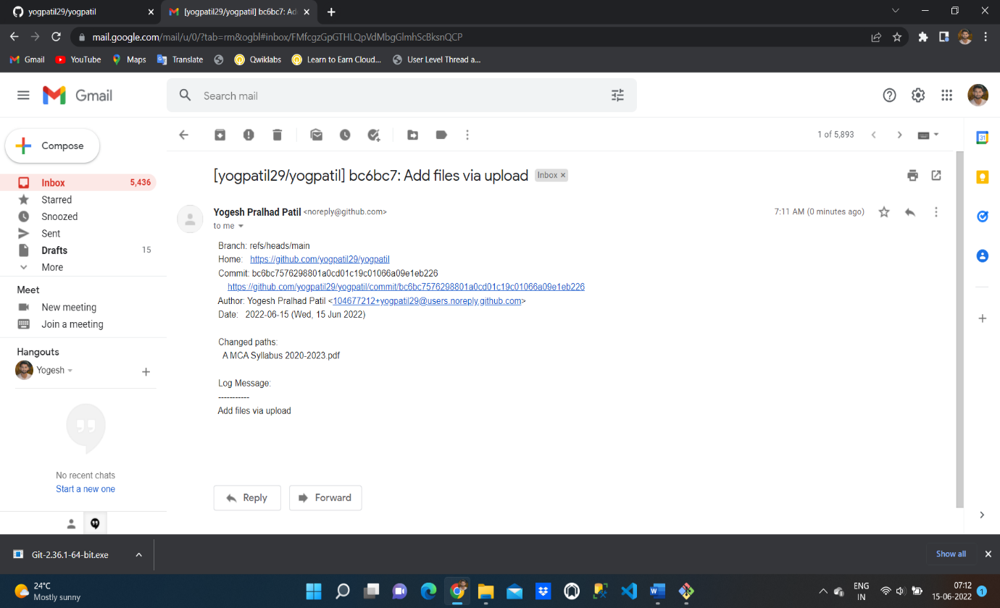 yogpatil29/yogpatil
[yogpatil29/yogpatil] bc6bc7: Ad
mail.google.com/mail/u/0/?tab=rm&ogbl#inbox/FMfcgzGpGTHLQpVdMbgGlmhScBksnQCP
Gmail YouTube Maps Translate Qwiklabs Learn to Earn Cloud... User Level Thread a...
Gmail
Search mail
Compose
1 of 5,893
31
Inbox 5,436
Starred
Snoozed
Sent
Drafts 15
More
Meet
New meeting
Join a meeting
Hangouts
Yogesh
No recent chats
Start a new one
[yogpatil29/yogpatil] bc6bc7: Add files via upload Inbox ×
Yogesh Pralhad Patil <noreply@github.com> 7:11 AM (0 minutes ago)
to me
Branch: refs/heads/main
Home: https://github.com/yogpatil29/yogpatil
Commit: bc6bc7576298801a0cd01c19c01066a09e1eb226
https://github.com/yogpatil29/yogpatil/commit/bc6bc7576298801a0cd01c19c01066a09e1eb226
Author: Yogesh Pralhad Patil <104677212+yogpatil29@users.noreply.github.com>
Date: 2022-06-15 (Wed, 15 Jun 2022)
Changed paths:
A MCA Syllabus 2020-2023.pdf
Log Message:
-----------
Add files via upload
Reply Forward
Git-2.36.1-64-bit.exe Show all
24°C
Mostly sunny
ENG
IN
07:12
15-06-2022
1